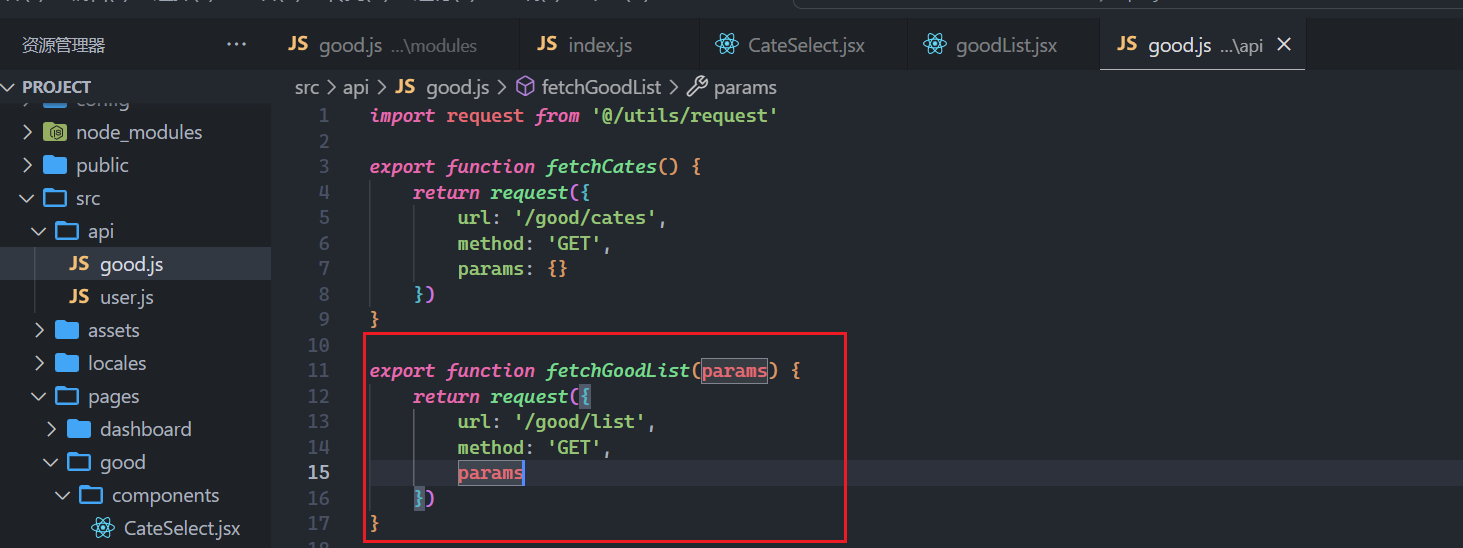 资源管理器 ···
JS good.js ...\modules
JS index.js
CateSelect.jsx
goodList.jsx
JS good.js ...\api ×
PROJECT
config
node_modules
public
src
api
JS good.js
JS user.js
assets
locales
pages
dashboard
good
components
CateSelect.jsx
src > api > JS good.js > fetchGoodList > params
1 import request from '@/utils/request'
2
3 export function fetchCates() {
4 return request({
5 url: '/good/cates',
6 method: 'GET',
7 params: {}
8 })
9 }
10
11 export function fetchGoodList(params) {
12 return request({
13 url: '/good/list',
14 method: 'GET',
15 params
16 })
17 }